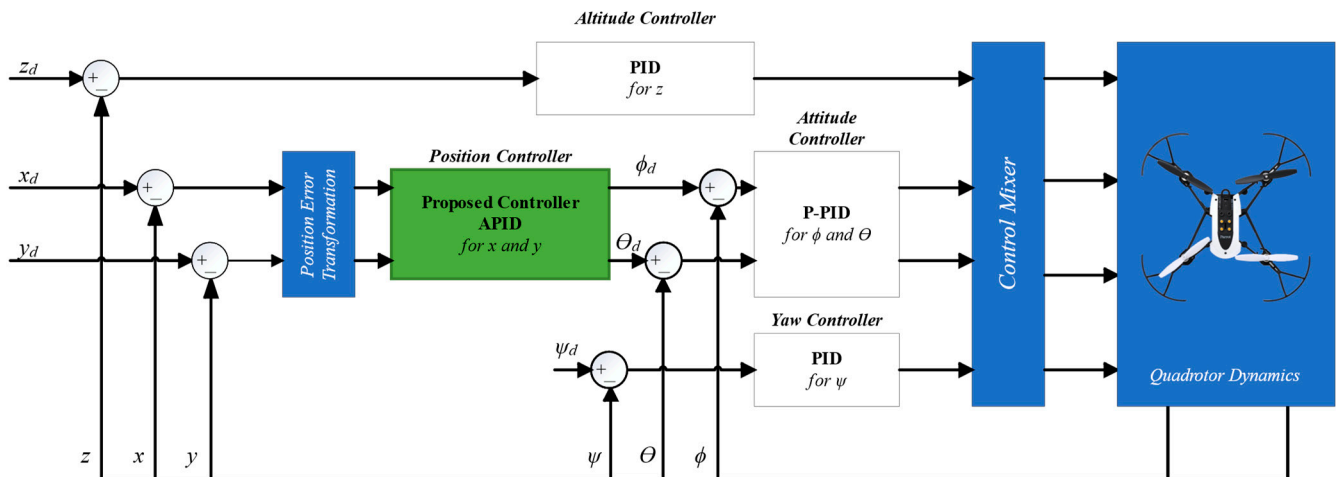 Altitude Controller
z_d
+
−
PID
for z
Attitude
Controller
Position Controller
x_d
+
−
Position Error
Transformation
Proposed Controller
APID
for x and y
ϕ_d
+
−
P-PID
for ϕ and Θ
Control Mixer
y_d
+
−
Θ_d
+
−
Yaw Controller
ψ_d
+
−
PID
for ψ
Quadrotor Dynamics
z
x
y
ψ
Θ
ϕ